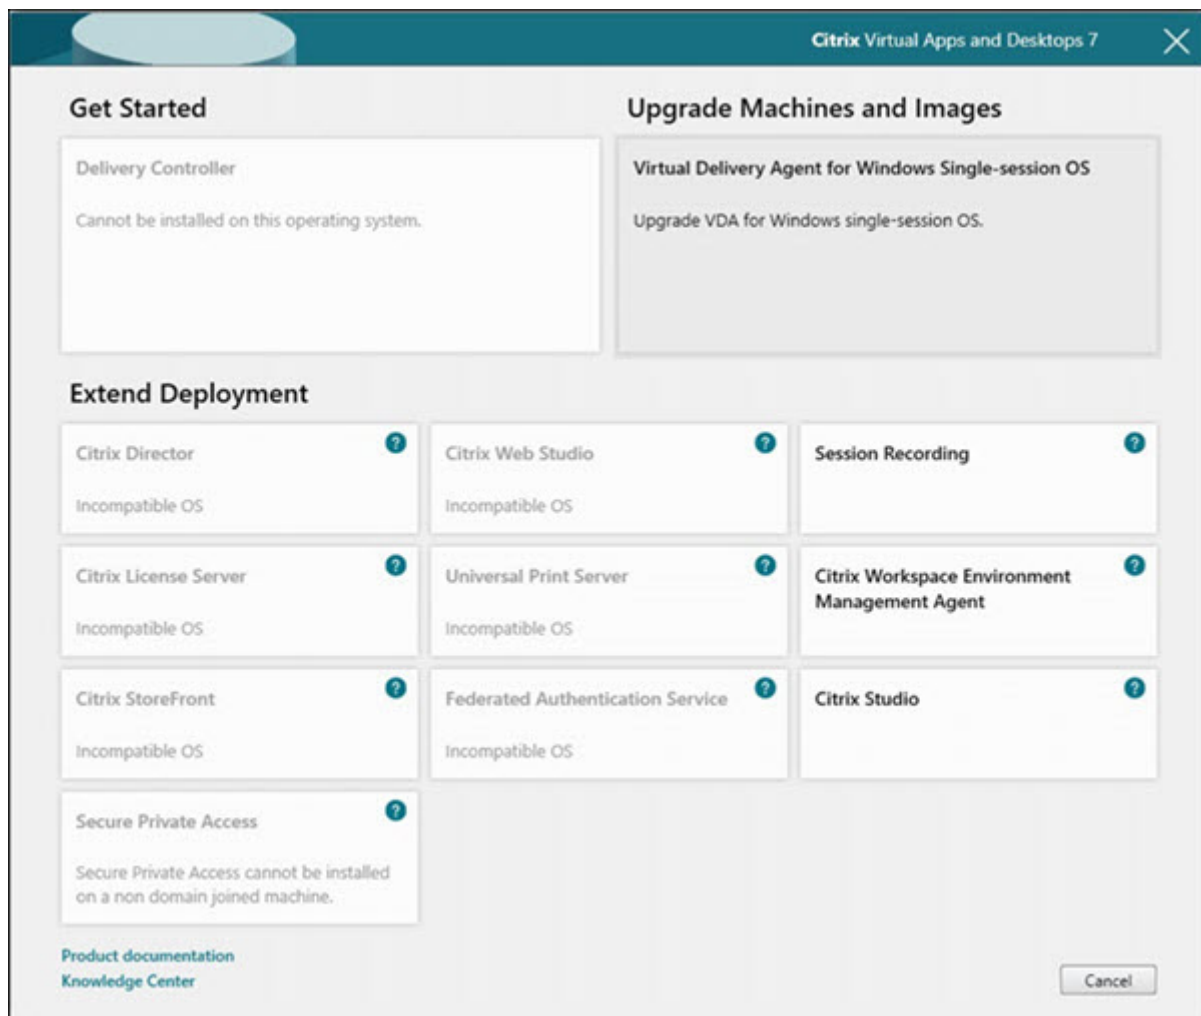 Citrix Virtual Apps and Desktops 7
Get Started
Upgrade Machines and Images
Delivery Controller
Cannot be installed on this operating system.
Virtual Delivery Agent for Windows Single-session OS
Upgrade VDA for Windows single-session OS.
Extend Deployment
Citrix Director
?
Incompatible OS
Citrix Web Studio
?
Incompatible OS
Session Recording
?
Citrix License Server
?
Incompatible OS
Universal Print Server
?
Incompatible OS
Citrix Workspace Environment
Management Agent
?
Citrix StoreFront
?
Incompatible OS
Federated Authentication Service
?
Incompatible OS
Citrix Studio
?
Secure Private Access
?
Secure Private Access cannot be installed
on a non domain joined machine.
Product documentation
Knowledge Center
Cancel